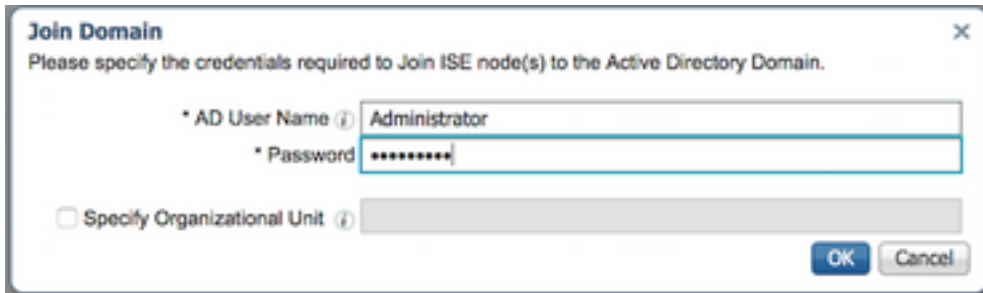 Join Domain
Please specify the credentials required to Join ISE node(s) to the Active Directory Domain.
* AD User Name i Administrator
* Password •••••••••
Specify Organizational Unit i
OK Cancel